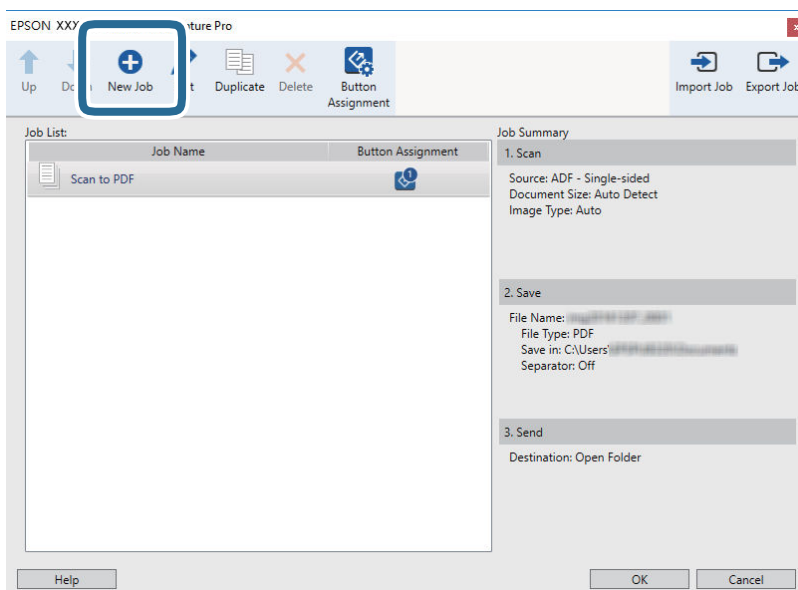 EPSON XXX ture Pro
Up Do n New Job t Duplicate Delete Button Assignment Import Job Export Job
Job List:
Job Name Button Assignment
Scan to PDF 1
Job Summary
1. Scan
Source: ADF - Single-sided
Document Size: Auto Detect
Image Type: Auto
2. Save
File Name:
File Type: PDF
Save in: C:\Users\
Separator: Off
3. Send
Destination: Open Folder
Help OK Cancel